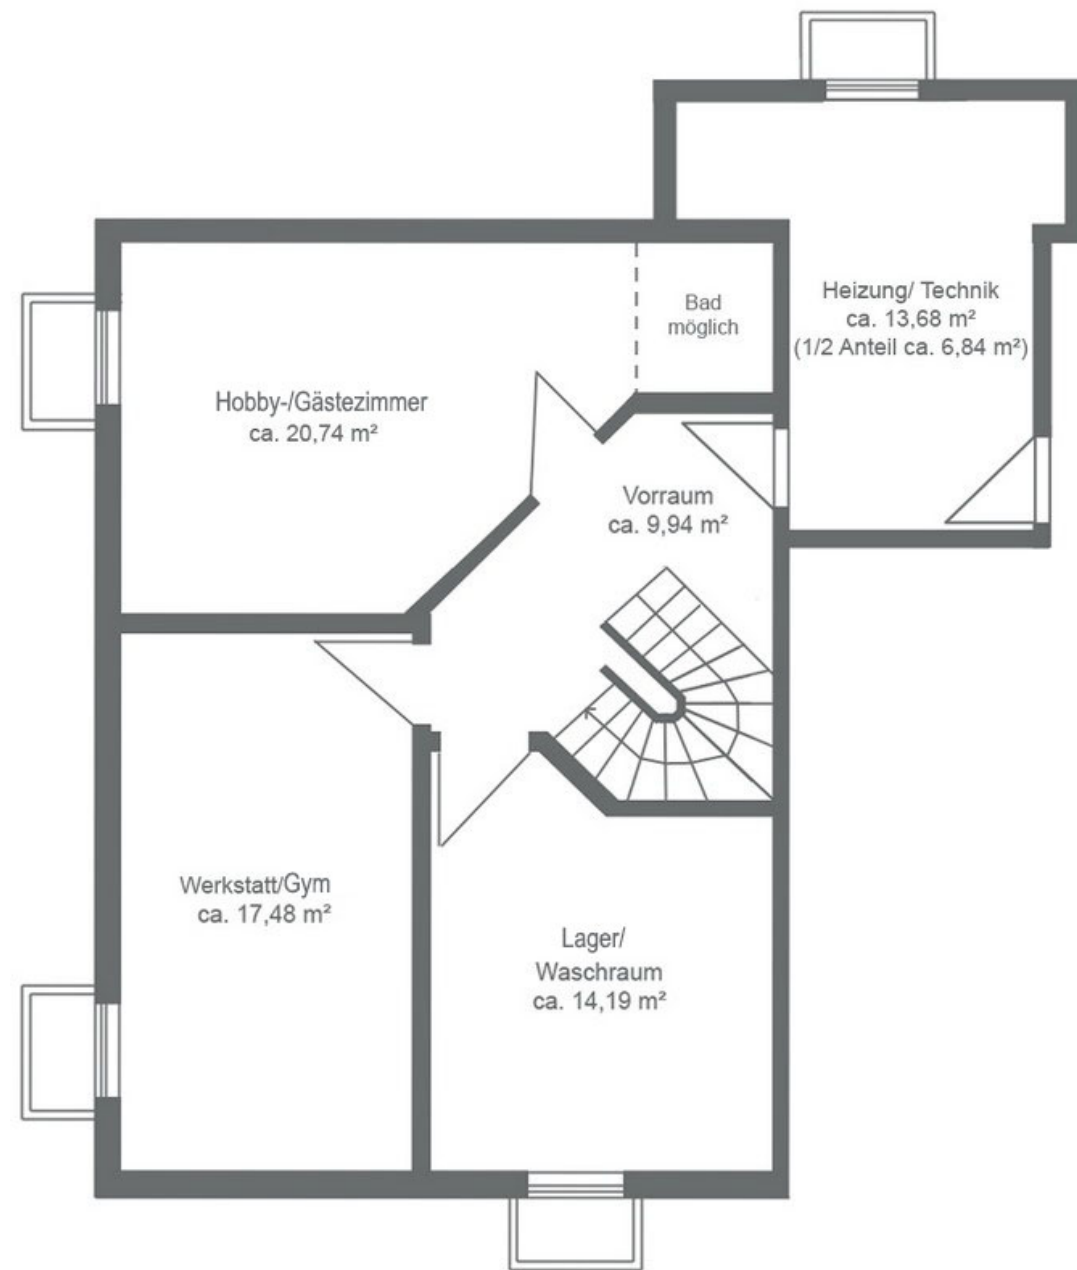 Heizung/ Technik
ca. 13,68 m²
(1/2 Anteil ca. 6,84 m²)
Bad
möglich
Hobby-/Gästezimmer
ca. 20,74 m²
Vorraum
ca. 9,94 m²
Werkstatt/Gym
ca. 17,48 m²
Lager/
Waschraum
ca. 14,19 m²